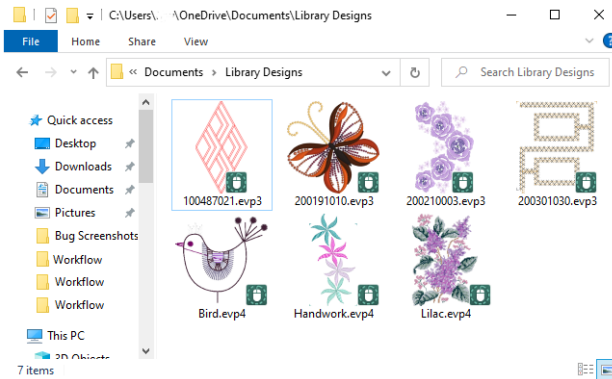 C:\Users\. \OneDrive\Documents\Library Designs
File Home Share View
« Documents > Library Designs
Search Library Designs
Quick access
Desktop
Downloads
Documents
Pictures
Bug Screenshots
Workflow
Workflow
Workflow
This PC
3D Objects
100487021.evp3 200191010.evp3 200210003.evp3 200301030.evp3
Bird.evp4 Handwork.evp4 Lilac.evp4
7 items